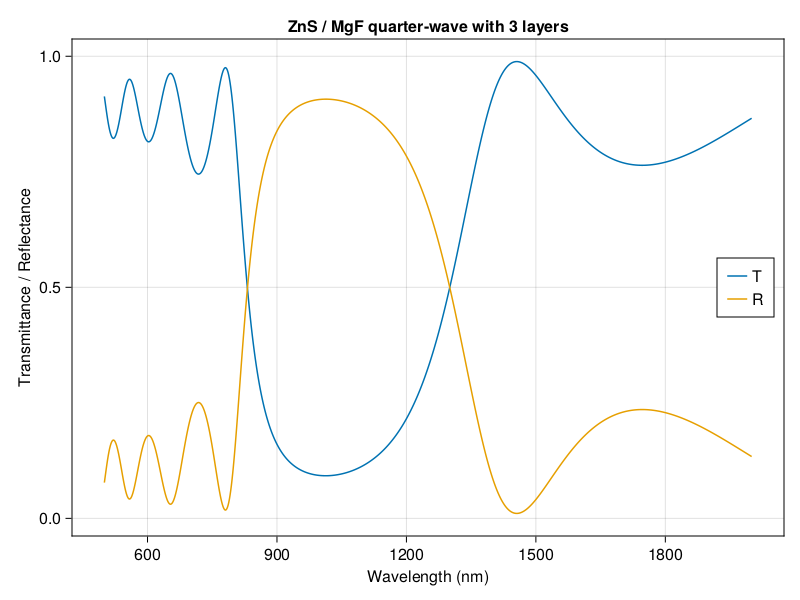 ZnS / MgF quarter-wave with 3 layers
Transmittance / Reflectance
1.0
0.5
0.0
T
R
600
900
1200
1500
1800
Wavelength (nm)